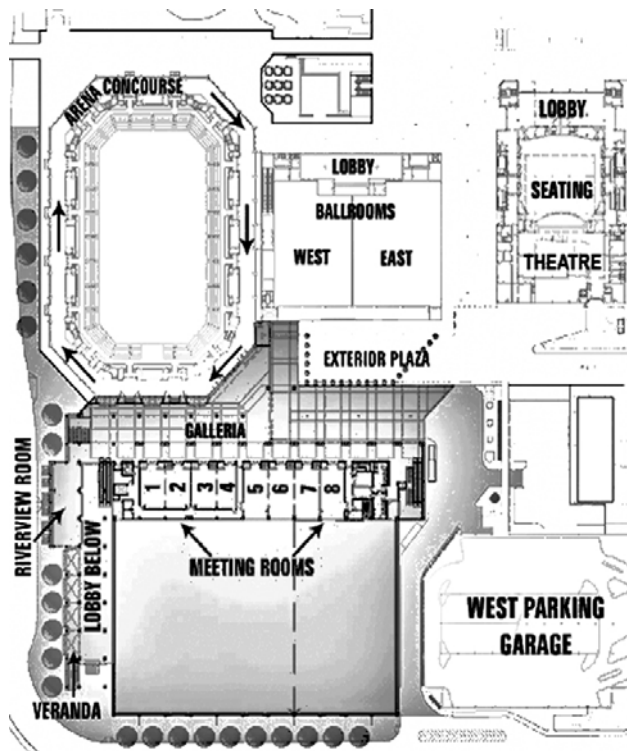 ARENA CONCOURSE
LOBBY
LOBBY
BALLROOMS
SEATING
WEST
EAST
THEATRE
EXTERIOR PLAZA
GALLERIA
1 2 3 4 5 6 7 8
RIVERVIEW ROOM
LOBBY BELOW
MEETING ROOMS
WEST PARKING
GARAGE
VERANDA